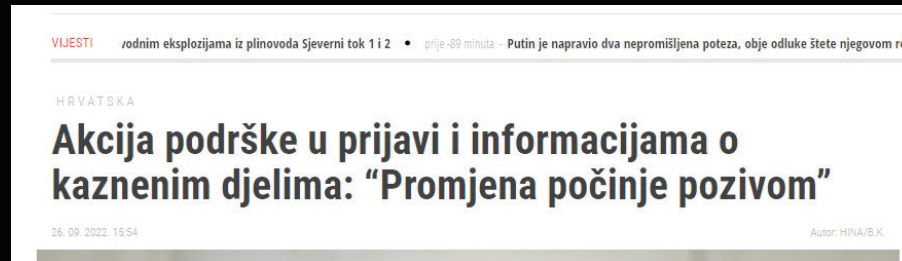 VIJESTI vodnim eksplozijama iz plinovoda Sjeverni tok 1 i 2 • prije -89 minuta - Putin je napravio dva nepromišljena poteza, obje odluke štete njegovom r
HRVATSKA
Akcija podrške u prijavi i informacijama o
kaznenim djelima: “Promjena počinje pozivom”
26. 09. 2022. 15:54 Autor: HINA/B.K.